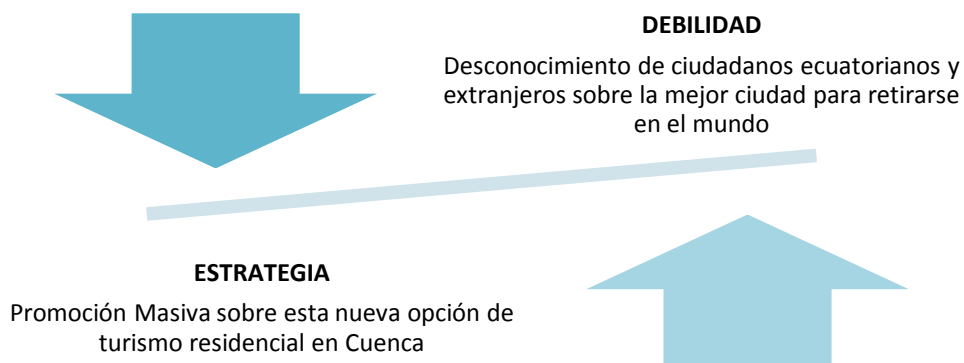 DEBILIDAD
Desconocimiento de ciudadanos ecuatorianos y
extranjeros sobre la mejor ciudad para retirarse
en el mundo
ESTRATEGIA
Promoción Masiva sobre esta nueva opción de
turismo residencial en Cuenca